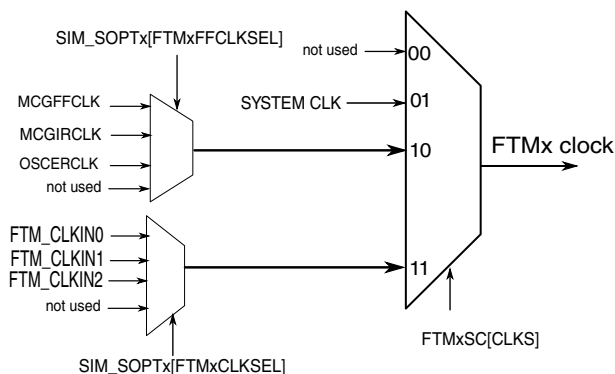 SIM_SOPTx[FTMxFFCLKSEL]
not used
00
MCGFFCLK
SYSTEM CLK
01
MCGIRCLK
10
FTMx clock
OSCERCLK
not used
FTM_CLKIN0
FTM_CLKIN1
11
FTM_CLKIN2
not used
FTMxSC[CLKS]
SIM_SOPTx[FTMxCLKSEL]